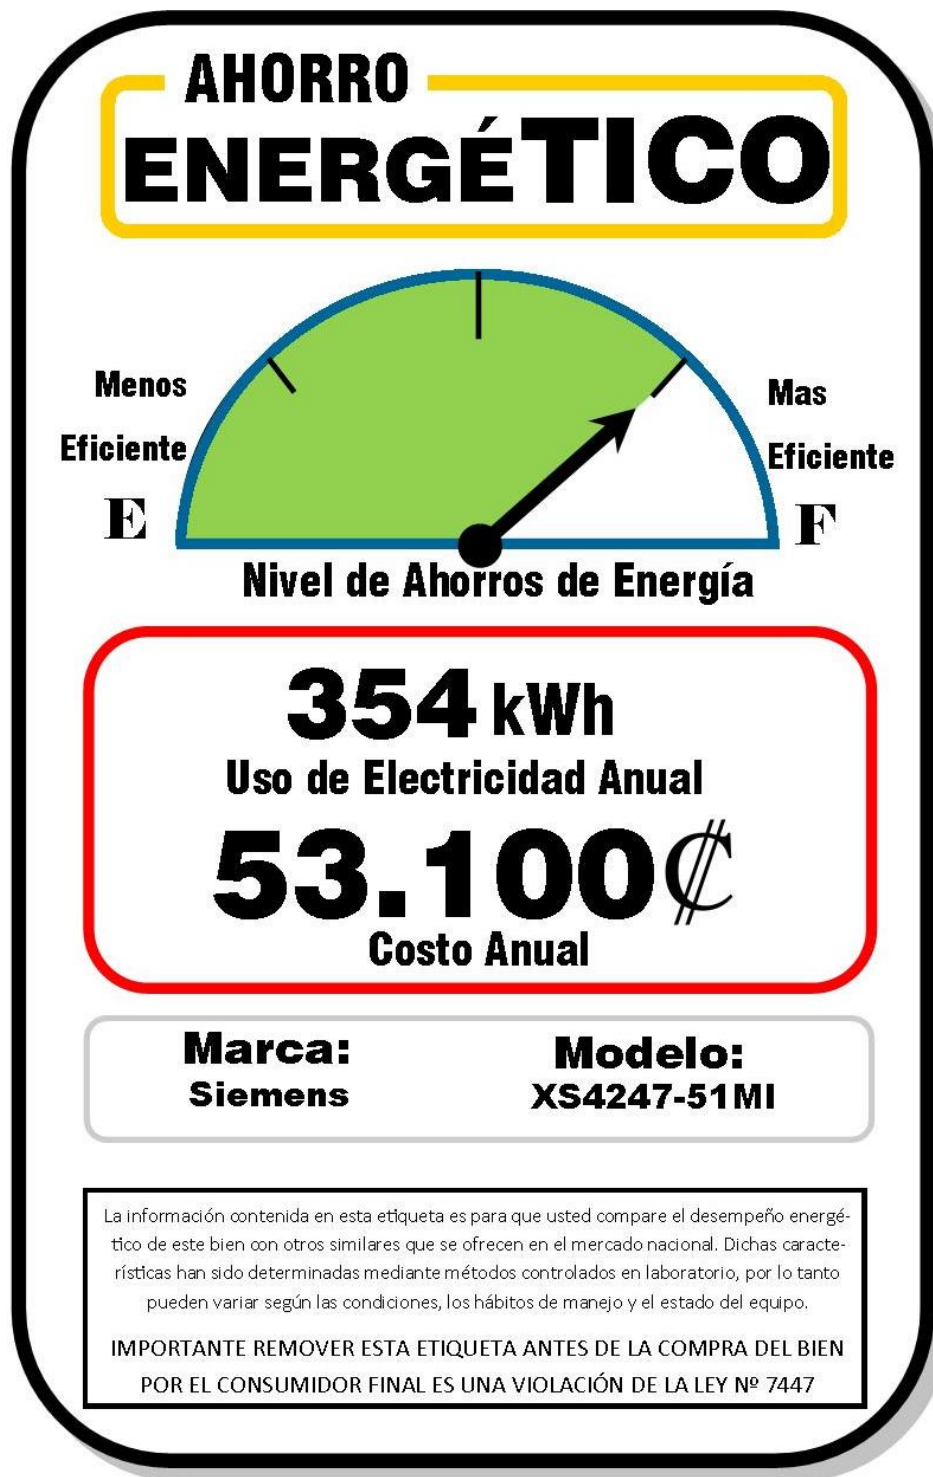 AHORRO
ENERGÉTICO
Menos
Eficiente
E
Mas
Eficiente
F
Nivel de Ahorros de Energía
354 kWh
Uso de Electricidad Anual
53.100₡
Costo Anual
Marca:
Siemens
Modelo:
XS4247-51MI
La información contenida en esta etiqueta es para que usted compare el desempeño energé-
tico de este bien con otros similares que se ofrecen en el mercado nacional. Dichas caracte-
rísticas han sido determinadas mediante métodos controlados en laboratorio, por lo tanto
pueden variar según las condiciones, los hábitos de manejo y el estado del equipo.
IMPORTANTE REMOVER ESTA ETIQUETA ANTES DE LA COMPRA DEL BIEN
POR EL CONSUMIDOR FINAL ES UNA VIOLACIÓN DE LA LEY Nº 7447